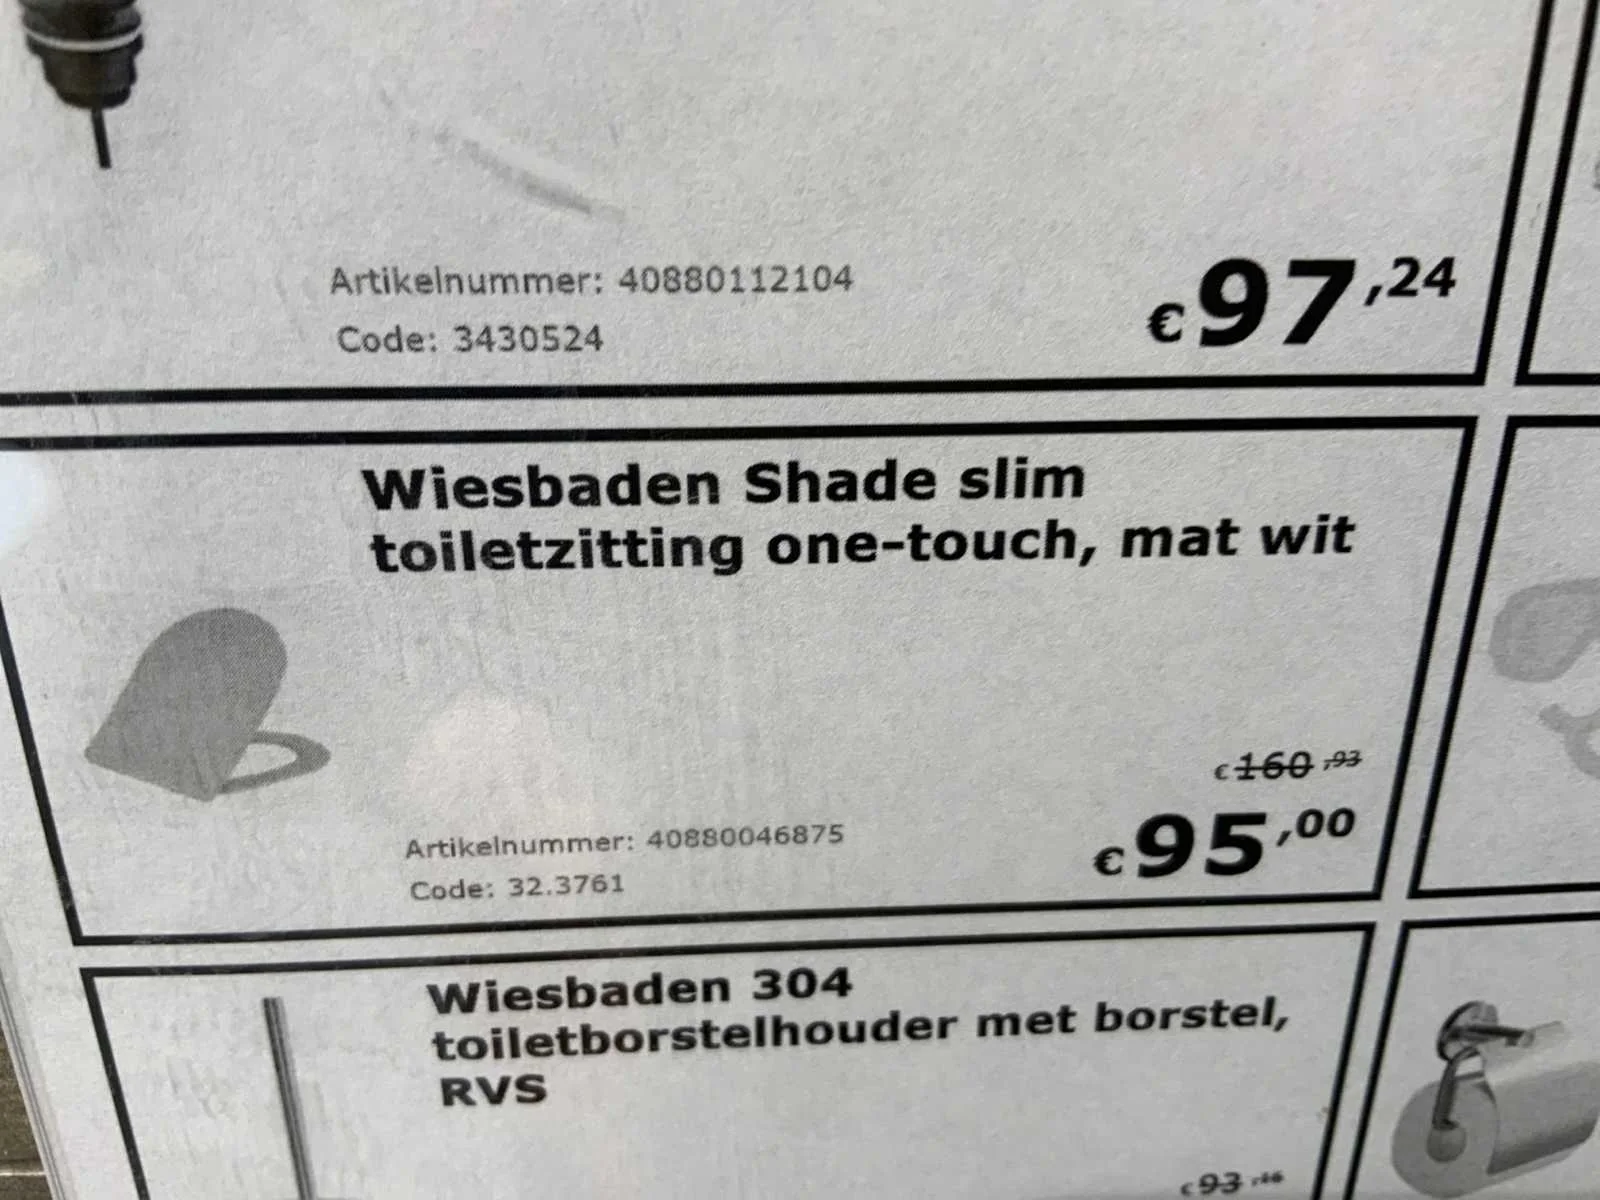 Artikelnummer: 40880112104
Code: 3430524
€97,24
Wiesbaden Shade slim
toiletzitting one-touch, mat wit
€160,93
€95,00
Artikelnummer: 40880046875
Code: 32.3761
Wiesbaden 304
toiletborstelhouder met borstel,
RVS
€93